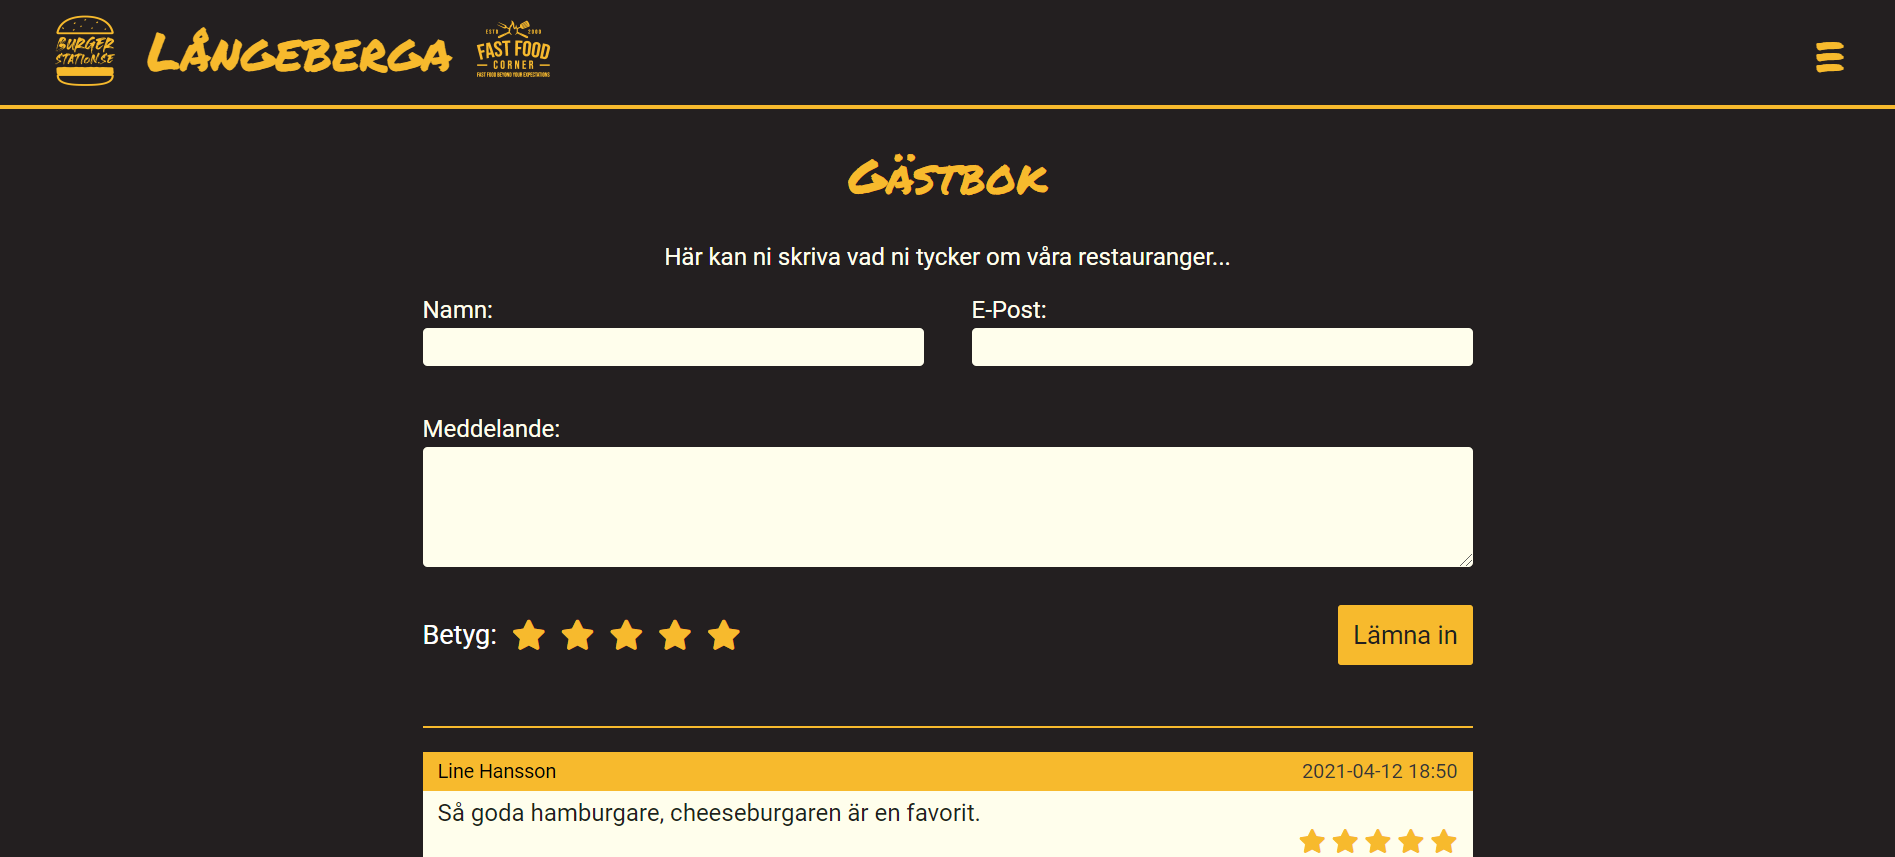 BURGER
STATION.SE
LÅNGEBERGA
ESTD 2000
FAST FOOD
CORNER
FAST FOOD BEYOND YOUR EXPECTATIONS
GÄSTBOK
Här kan ni skriva vad ni tycker om våra restauranger...
Namn:
E-Post:
Meddelande:
Betyg:
Lämna in
Line Hansson
2021-04-12 18:50
Så goda hamburgare, cheeseburgaren är en favorit.